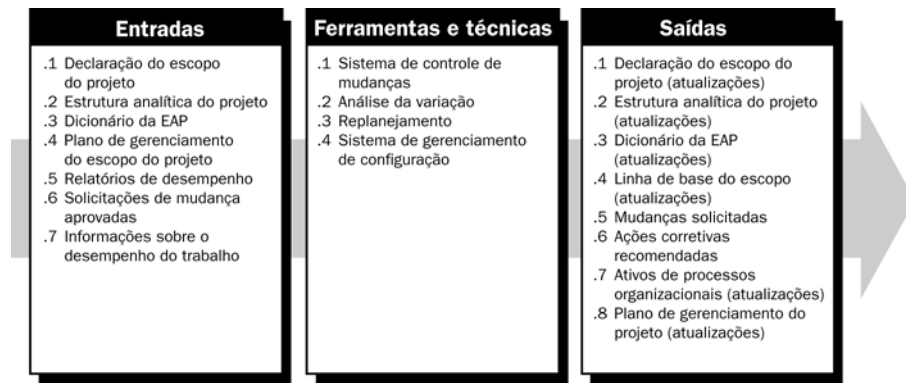 Entradas
.1 Declaração do escopo
do projeto
.2 Estrutura analítica do projeto
.3 Dicionário da EAP
.4 Plano de gerenciamento
do escopo do projeto
.5 Relatórios de desempenho
.6 Solicitações de mudança
aprovadas
.7 Informações sobre o
desempenho do trabalho
Ferramentas e técnicas
.1 Sistema de controle de
mudanças
.2 Análise da variação
.3 Replanejamento
.4 Sistema de gerenciamento
de configuração
Saídas
.1 Declaração do escopo do
projeto (atualizações)
.2 Estrutura analítica do projeto
(atualizações)
.3 Dicionário da EAP
(atualizações)
.4 Linha de base do escopo
(atualizações)
.5 Mudanças solicitadas
.6 Ações corretivas
recomendadas
.7 Ativos de processos
organizacionais (atualizações)
.8 Plano de gerenciamento do
projeto (atualizações)